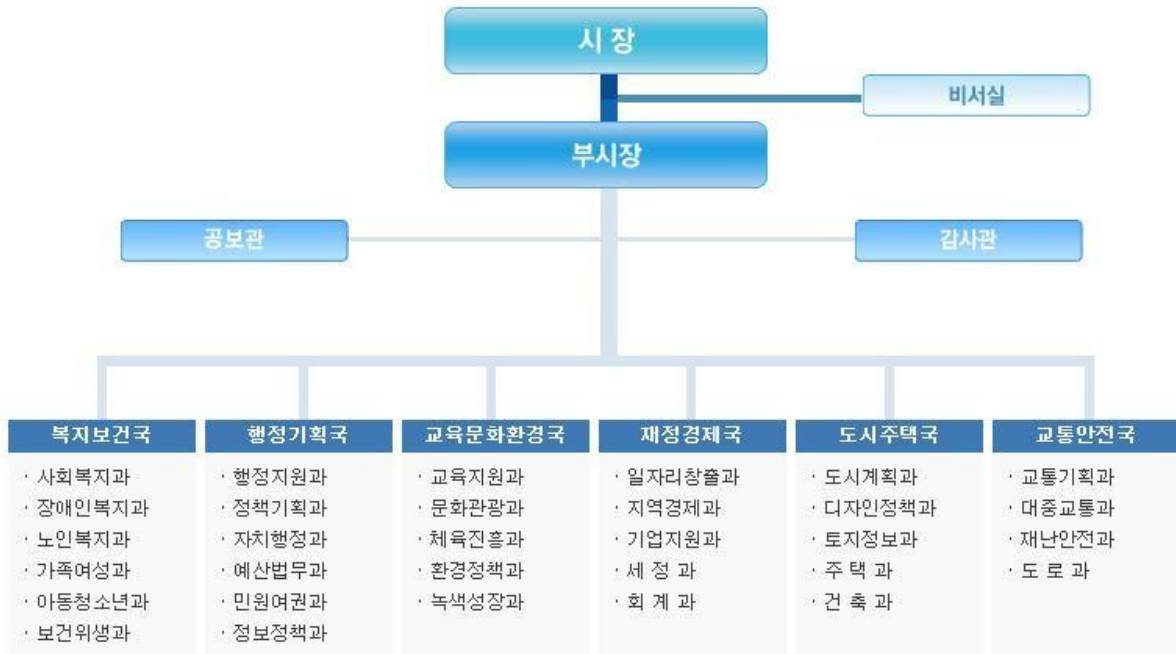 시 장
비서실
부시장
공보관
감사관
복지보건국
· 사회복지과
· 장애인복지과
· 노인복지과
· 가족여성과
· 아동청소년과
· 보건위생과
행정기획국
· 행정지원과
· 정책기획과
· 자치행정과
· 예산법무과
· 민원여권과
· 정보정책과
교육문화환경국
· 교육지원과
· 문화관광과
· 체육진흥과
· 환경정책과
· 녹색성장과
재정경제국
· 일자리창출과
· 지역경제과
· 기업지원과
· 세 정 과
· 회 계 과
도시주택국
· 도시계획과
· 디자인정책과
· 토지정보과
· 주 택 과
· 건 축 과
교통안전국
· 교통기획과
· 대중교통과
· 재난안전과
· 도 로 과